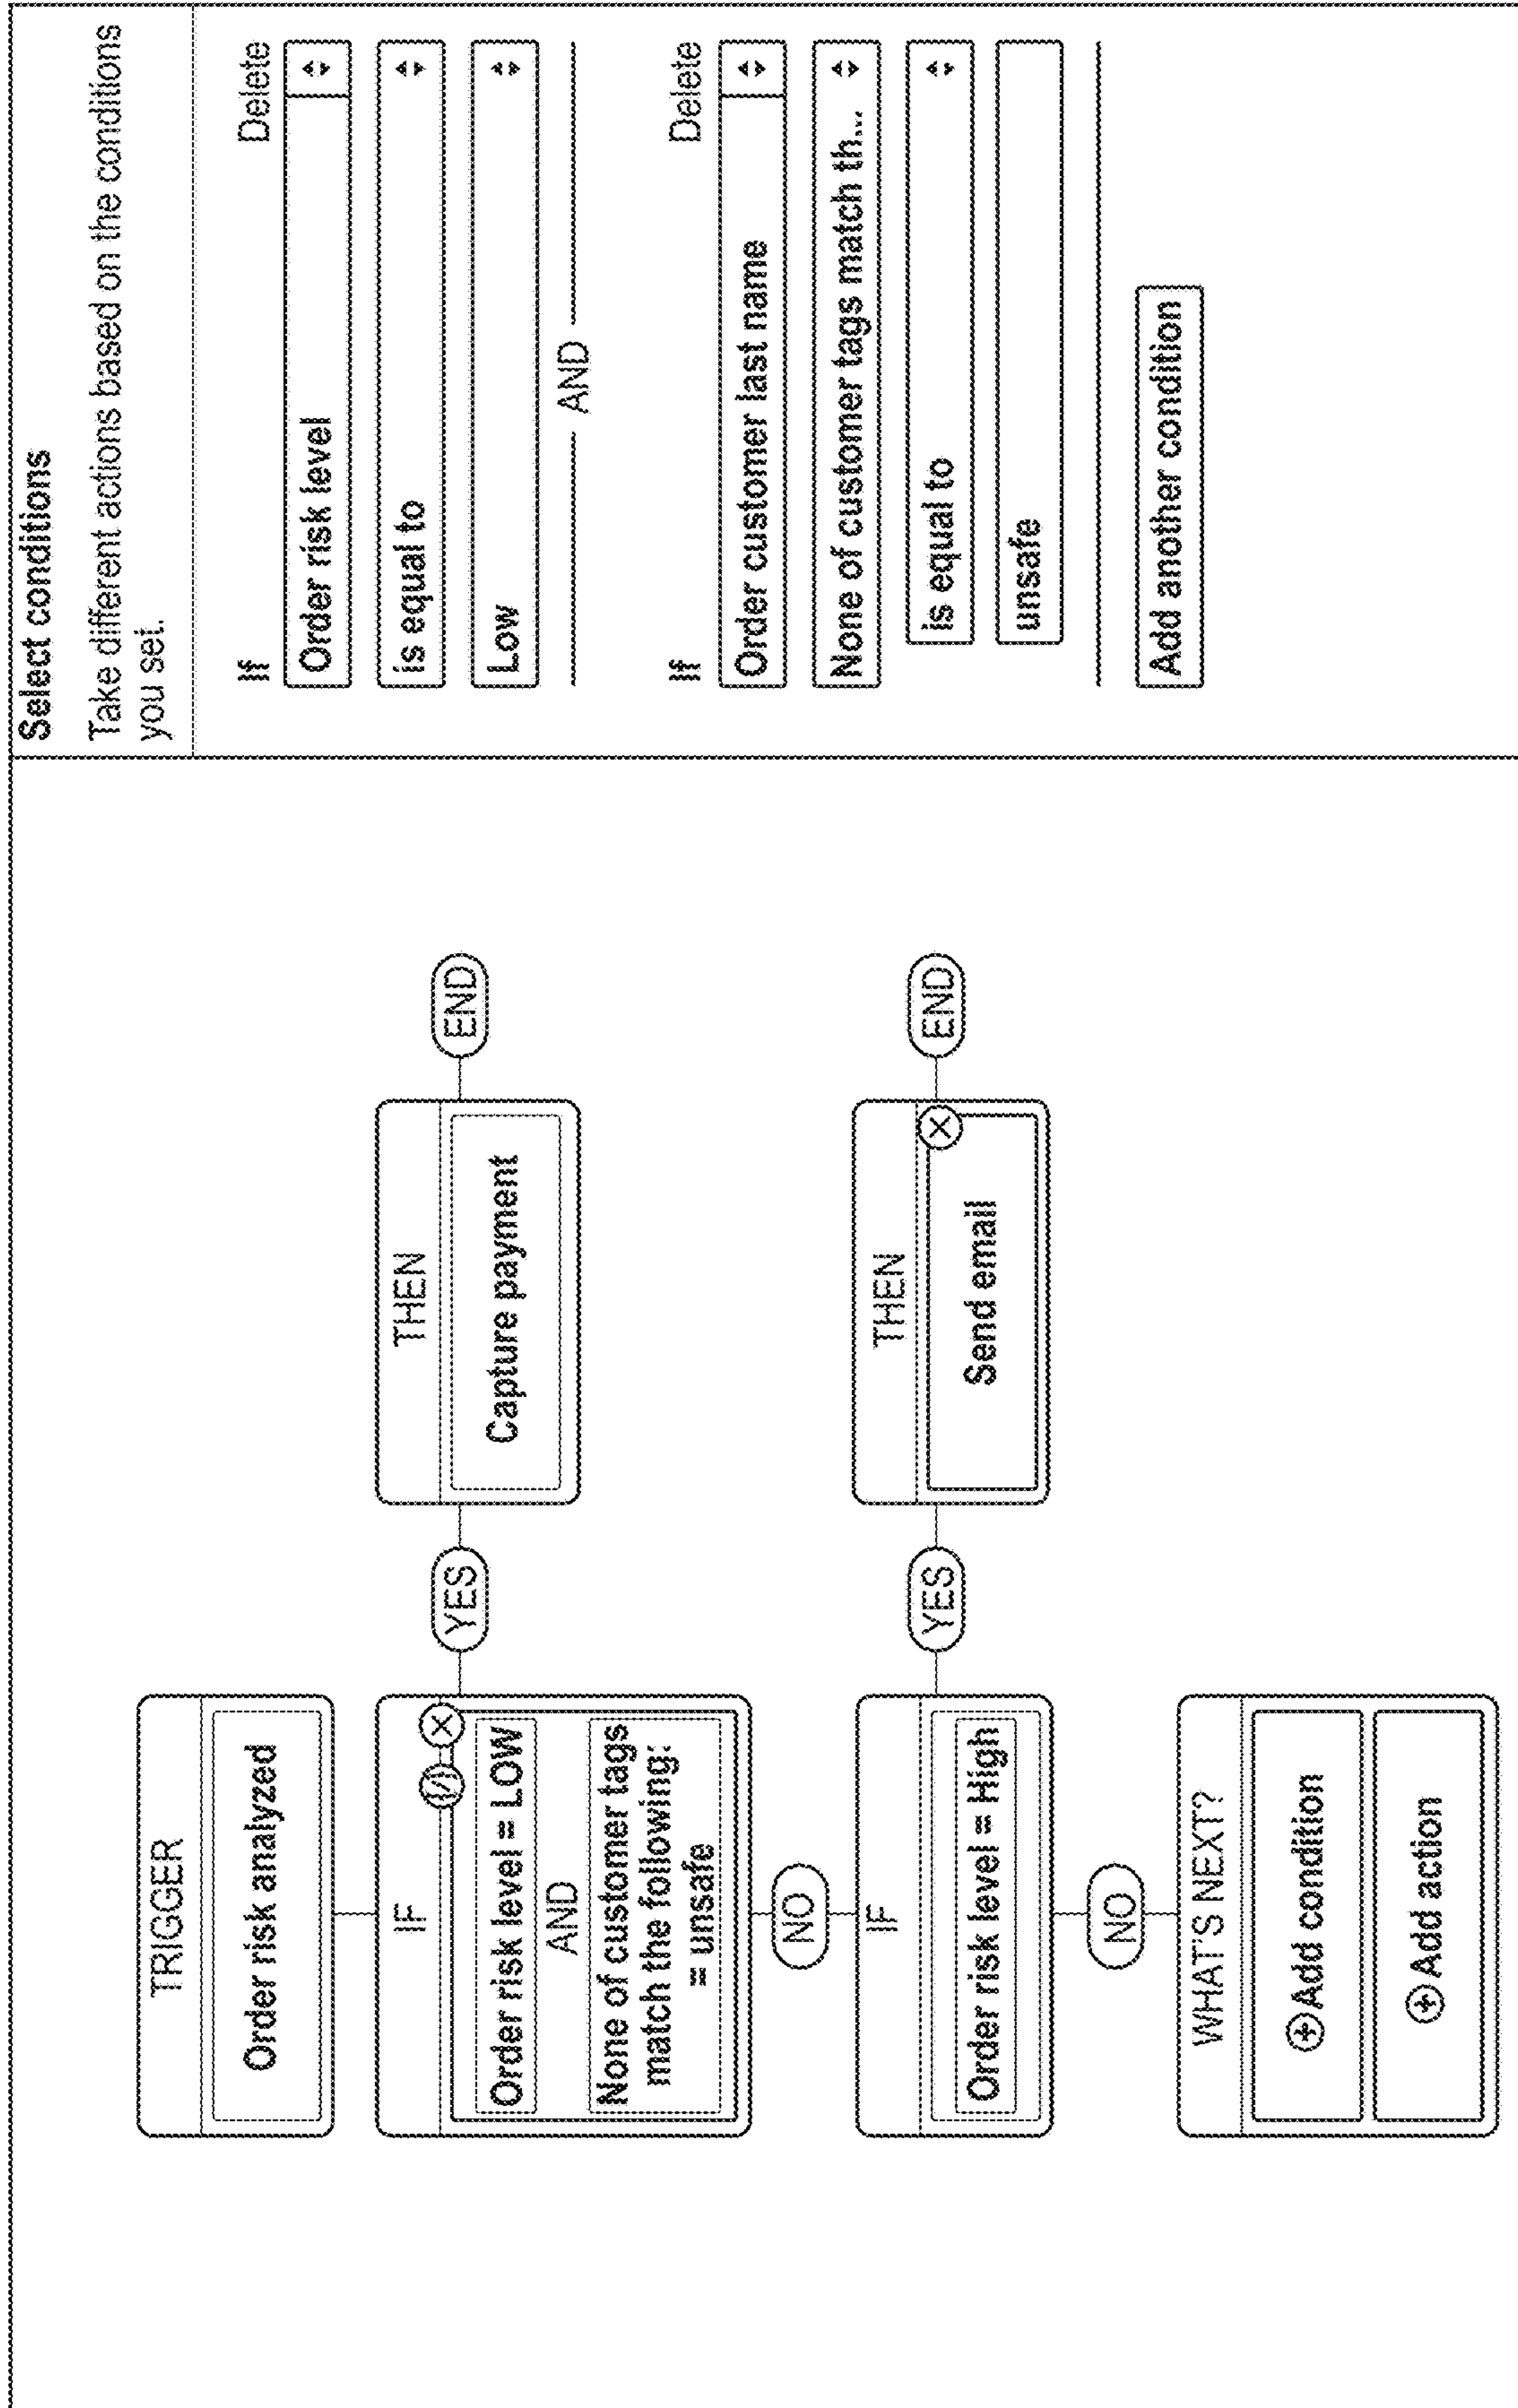 TRIGGER
Order risk analyzed
IF
Order risk level = LOW
AND
None of customer tags
match the following:
= unsafe
YES
THEN
Capture payment
END
NO
IF
Order risk level = High
YES
THEN
Send email
END
NO
WHAT'S NEXT?
Add condition
Add action
Select conditions
Take different actions based on the conditions
you set.
If Delete
Order risk level
is equal to
Low
AND
If Delete
Order customer last name
None of customer tags match th...
is equal to
unsafe
Add another condition